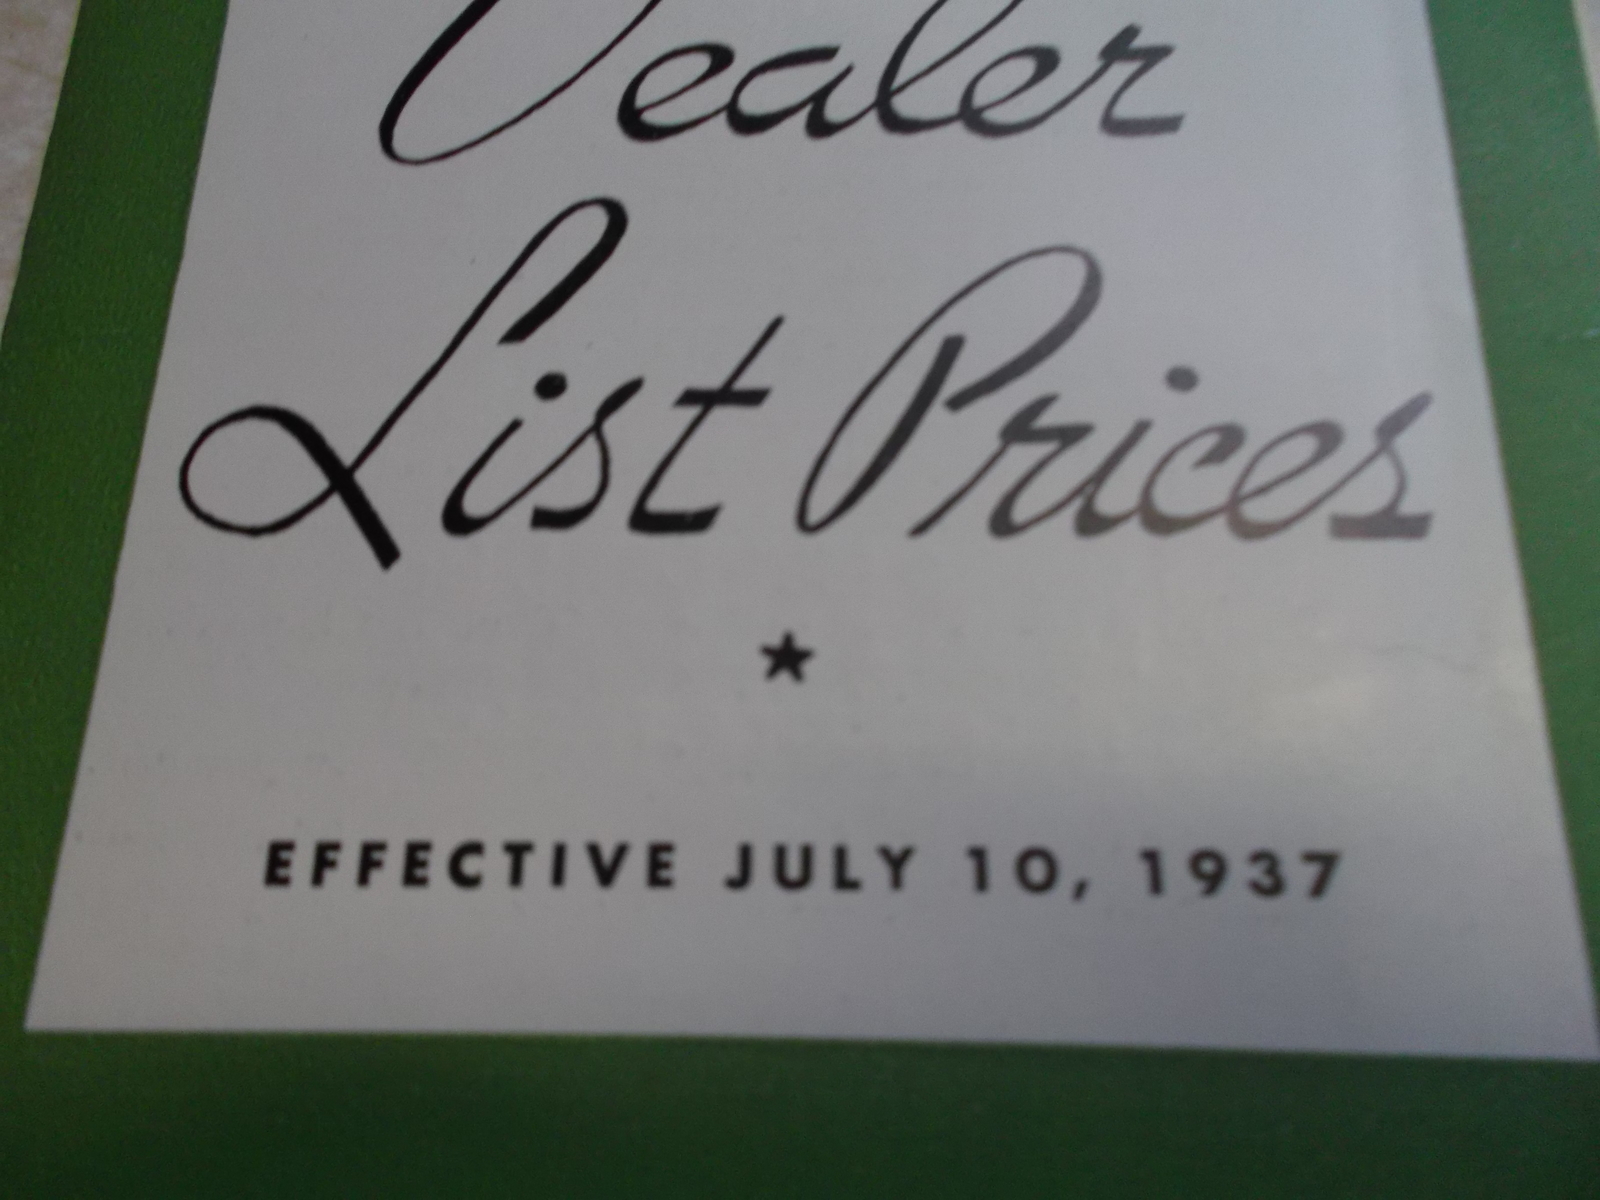 Dealer
List Prices
★
EFFECTIVE JULY 10, 1937